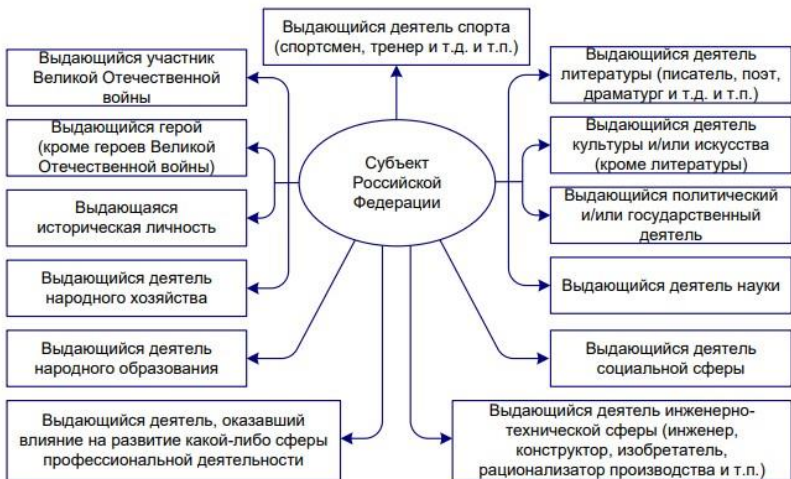 Выдающийся деятель спорта
(спортсмен, тренер и т.д. и т.п.)
Выдающийся участник
Великой Отечественной
войны
Выдающийся герой
(кроме героев Великой
Отечественной войны)
Выдающаяся
историческая личность
Выдающийся деятель
народного хозяйства
Выдающийся деятель
народного образования
Выдающийся деятель, оказавший
влияние на развитие какой-либо сферы
профессиональной деятельности
Субъект
Российской
Федерации
Выдающийся деятель
литературы (писатель, поэт,
драматург и т.д. и т.п.)
Выдающийся деятель
культуры и/или искусства
(кроме литературы)
Выдающийся политический
и/или государственный
деятель
Выдающийся деятель науки
Выдающийся деятель
социальной сферы
Выдающийся деятель инженерно-
технической сферы (инженер,
конструктор, изобретатель,
рационализатор производства и т.п.)